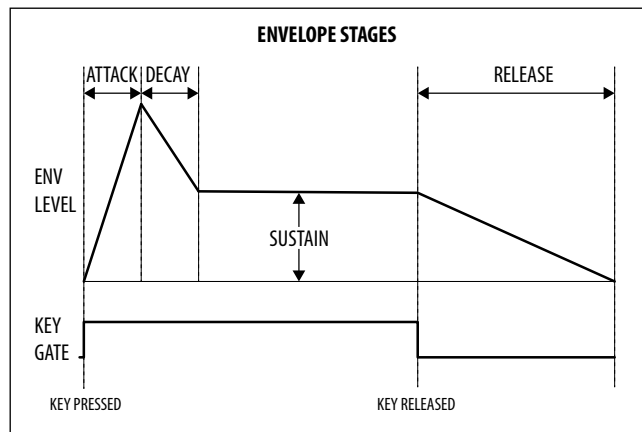 ENVELOPE STAGES
ATTACK DECAY
RELEASE
ENV
LEVEL
SUSTAIN
KEY
GATE
KEY PRESSED
KEY RELEASED